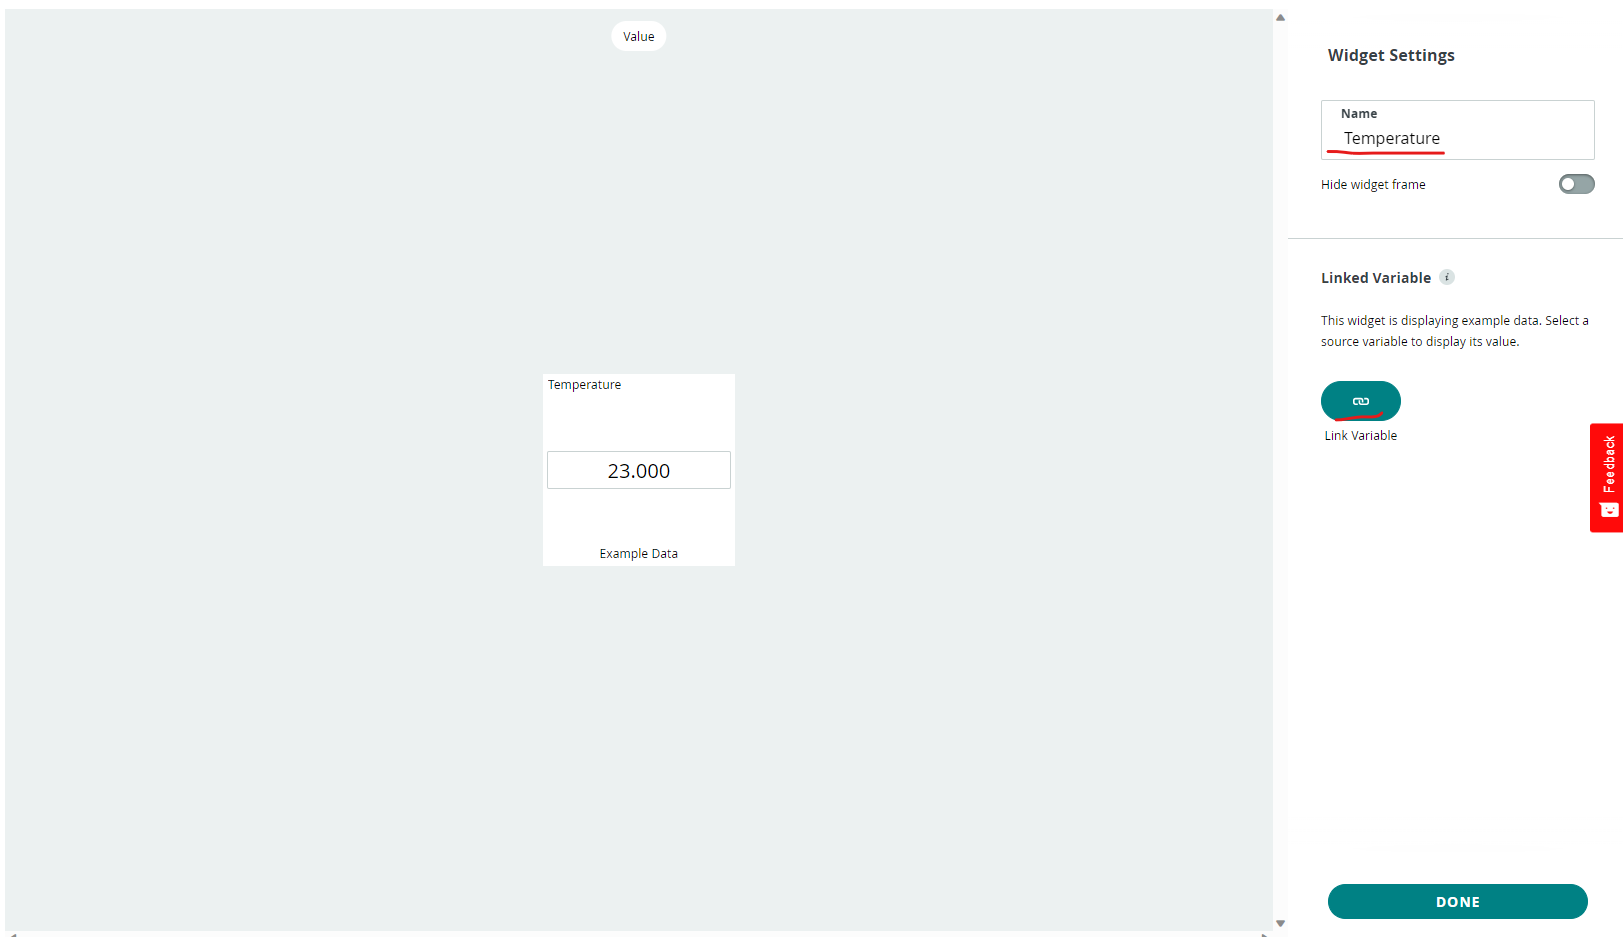 Value
Temperature
23.000
Example Data
Widget Settings
Name
Temperature
Hide widget frame
Linked Variable i
This widget is displaying example data. Select a
source variable to display its value.
Link Variable
Feedback
DONE